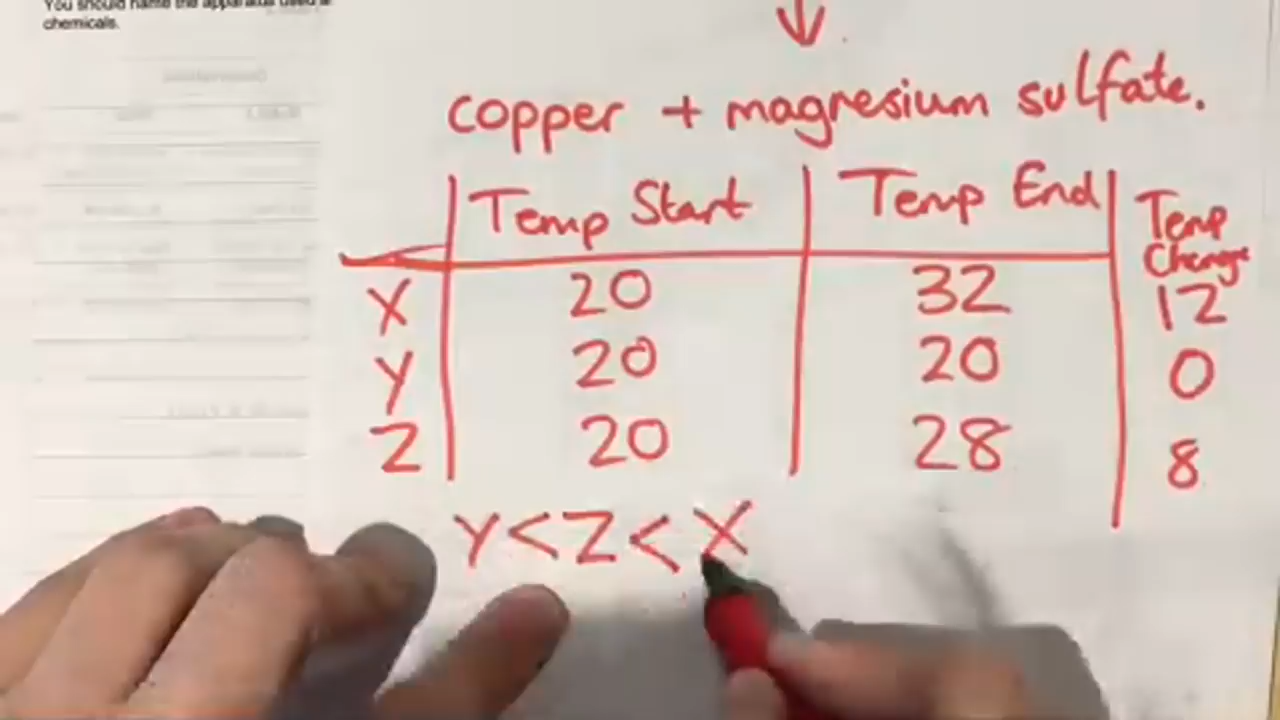 You should name the apparatus used
chemicals.
copper + magnesium sulfate.
Temp Start Temp End Temp Change
X 20 32 12
Y 20 20 0
Z 20 28 8
Y < Z < X